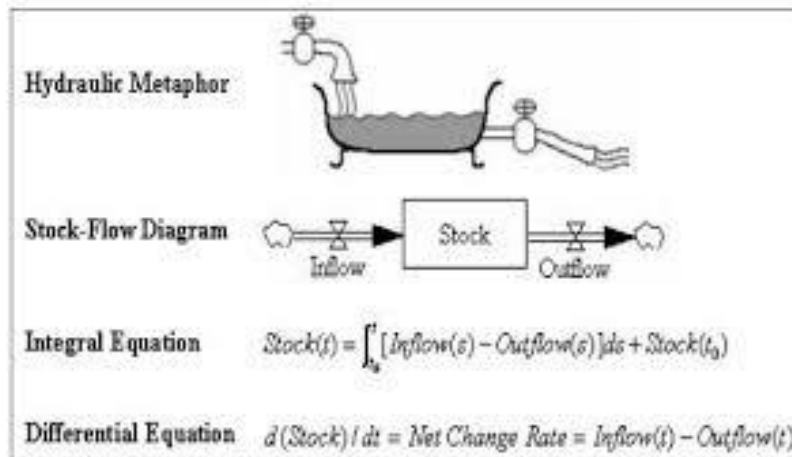 Hydraulic Metaphor
Stock-Flow Diagram
Stock
Inflow
Outflow
Integral Equation Stock(t) = ∫_{t₀}^{t} [Inflow(s) – Outflow(s)]ds + Stock(t₀)
Differential Equation d(Stock) / dt = Net Change Rate = Inflow(t) – Outflow(t)